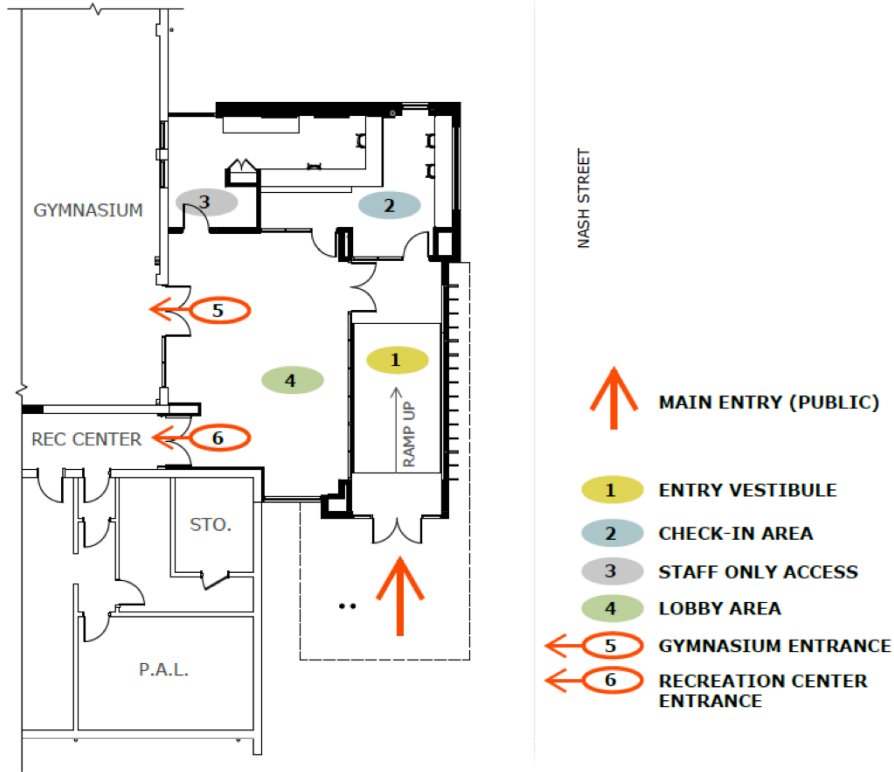 GYMNASIUM
3
2
NASH STREET
5
1
4
RAMP UP
REC CENTER
6
STO.
P.A.L.
MAIN ENTRY (PUBLIC)
1 ENTRY VESTIBULE
2 CHECK-IN AREA
3 STAFF ONLY ACCESS
4 LOBBY AREA
5 GYMNASIUM ENTRANCE
6 RECREATION CENTER
ENTRANCE